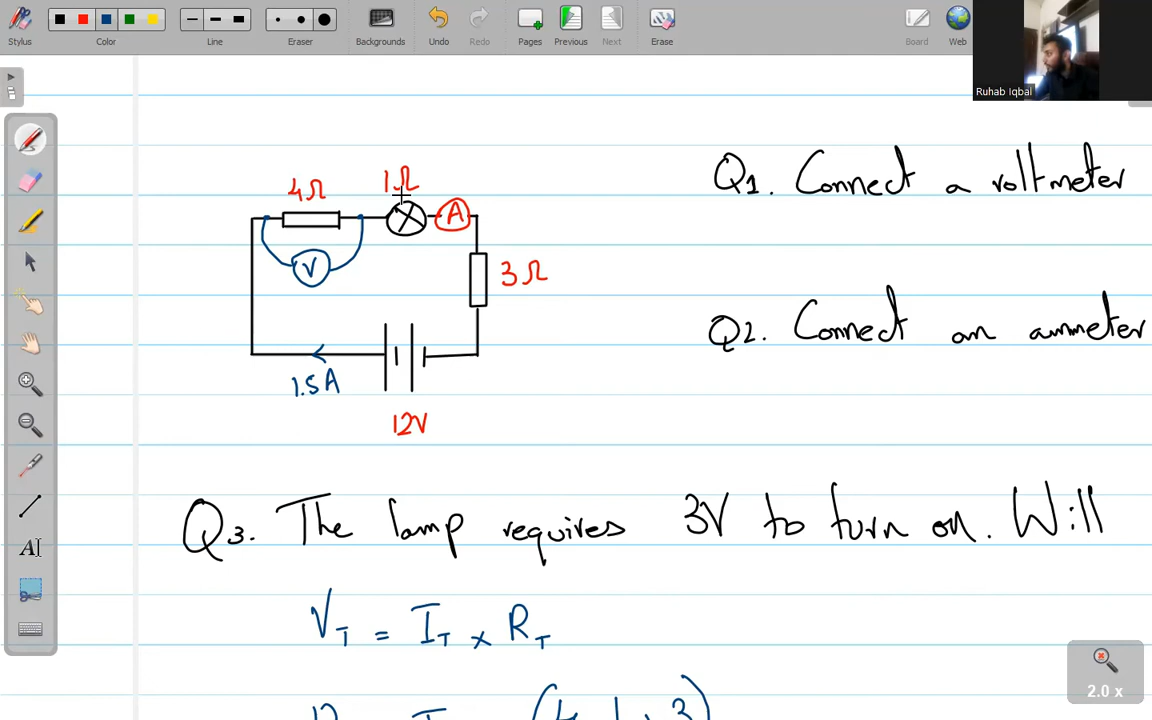 Stylus
Color
Line
Eraser
Backgrounds
Undo
Redo
Pages
Previous
Next
Erase
Board
Web
Ruhab Iqbal
4Ω
1Ω
A
V
3Ω
1.5A
12V
Q1. Connect a voltmeter
Q2. Connect an ammeter
Q3. The lamp requires 3V to turn on. Will
V_T = I_T × R_T
A
2.0 x